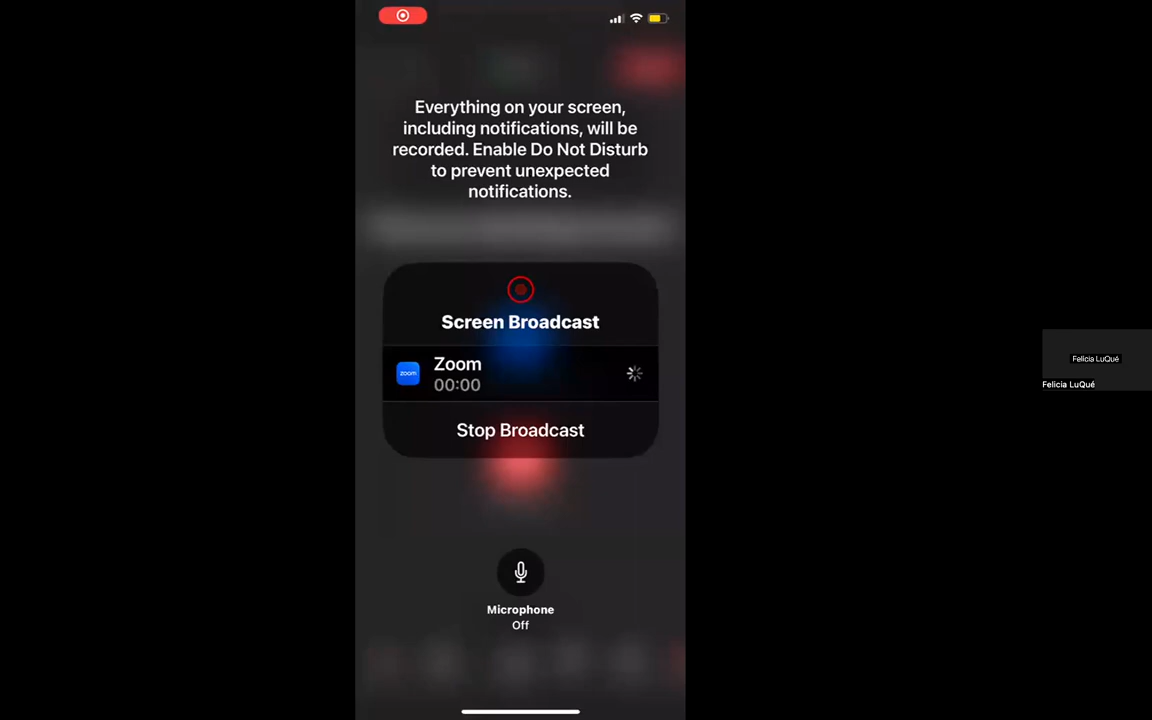 Everything on your screen,
including notifications, will be
recorded. Enable Do Not Disturb
to prevent unexpected
notifications.
Screen Broadcast
zoom
Zoom
00:00
Stop Broadcast
Microphone
Off
Felicia LuQué
Felicia LuQué